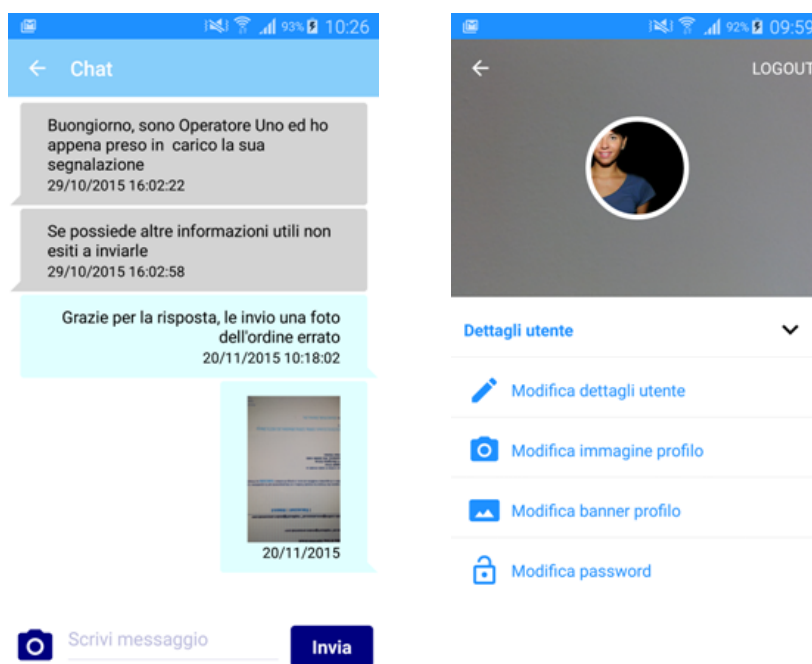 93% 10:26
Chat
Buongiorno, sono Operatore Uno ed ho
appena preso in carico la sua
segnalazione
29/10/2015 16:02:22
Se possiede altre informazioni utili non
esiti a inviarle
29/10/2015 16:02:58
Grazie per la risposta, le invio una foto
dell'ordine errato
20/11/2015 10:18:02
20/11/2015
Scrivi messaggio
Invia
92% 09:59
LOGOUT
Dettagli utente
Modifica dettagli utente
Modifica immagine profilo
Modifica banner profilo
Modifica password